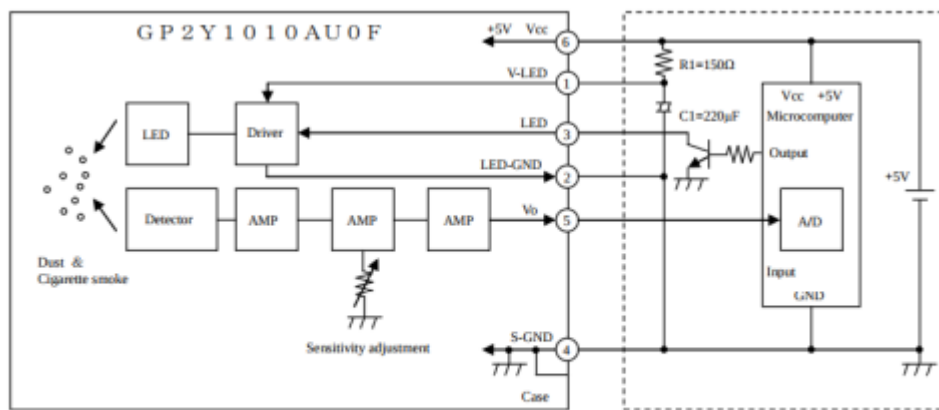 GP2Y1010AU0F
+5V Vcc
6
R1=150Ω
V-LED
1
Vcc +5V
C1=220μF
Microcomputer
LED
LED
Driver
3
Output
LED-GND
2
+5V
Detector
AMP
AMP
AMP
Vo
5
A/D
Dust &
Cigarette smoke
Input
GND
Sensitivity adjustment
S-GND
4
Case